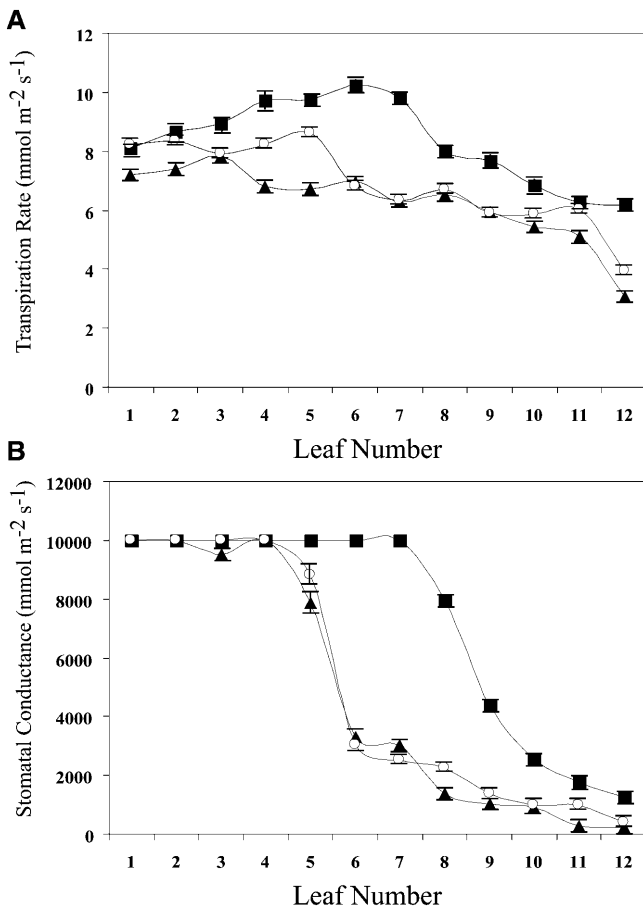 A
Transpiration Rate (mmol m-2 s-1)
12
10
8
6
4
2
0
1 2 3 4 5 6 7 8 9 10 11 12
Leaf Number
B
Stomatal Conductance (mmol m-2 s-1)
12000
10000
8000
6000
4000
2000
0
1 2 3 4 5 6 7 8 9 10 11 12
Leaf Number